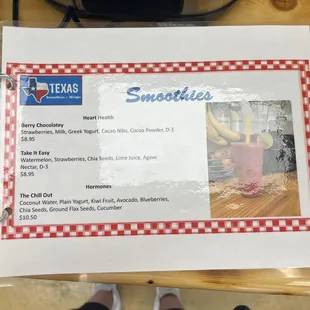 TEXAS
Smoothies
Heart Health
Berry Chocolatey
Strawberries, Milk, Greek Yogurt, Cacao Nibs, Cocoa Powder, D-3
$8.95
Take It Easy
Watermelon, Strawberries, Chia Seeds, Lime Juice, Agave
Nectar, D-3
$8.95
Hormones
The Chill Out
Coconut Water, Plain Yogurt, Kiwi Fruit, Avocado, Blueberries,
Chia Seeds, Ground Flax Seeds, Cucumber
$10.50